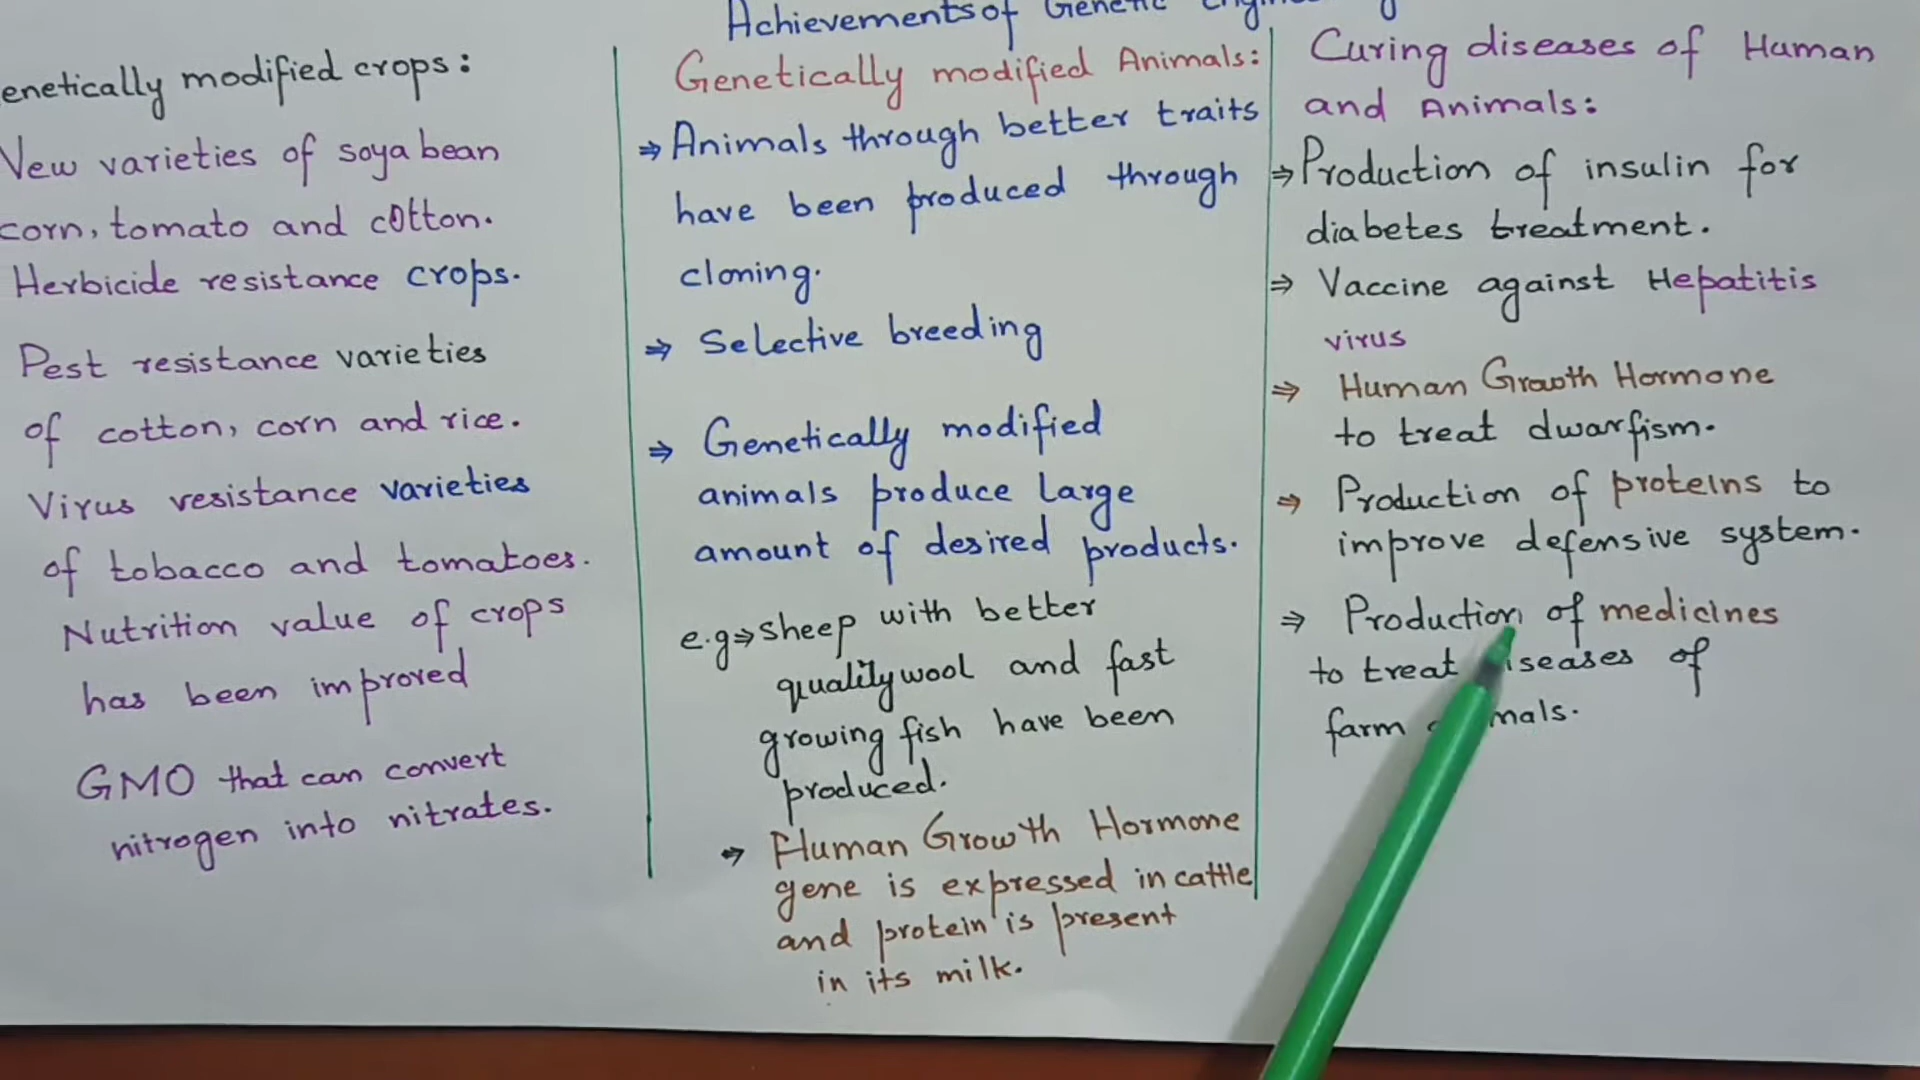 Achievements of Genetic Engineering
enetically modified crops:
New varieties of soya bean
corn, tomato and cotton.
Herbicide resistance crops.
Pest resistance varieties
of cotton, corn and rice.
Virus resistance varieties
of tobacco and tomatoes.
Nutrition value of crops
has been improved
GMO that can convert
nitrogen into nitrates.
Genetically modified Animals:
⇒ Animals through better traits
have been produced through
cloning.
⇒ Selective breeding
⇒ Genetically modified
animals produce large
amount of desired products.
e.g⇒ sheep with better
quality wool and fast
growing fish have been
produced.
⇒ Human Growth Hormone
gene is expressed in cattle
and protein is present
in its milk.
Curing diseases of Human
and Animals:
⇒ Production of insulin for
diabetes treatment.
⇒ Vaccine against Hepatitis
virus
⇒ Human Growth Hormone
to treat dwarfism.
⇒ Production of proteins to
improve defensive system.
⇒ Production of medicines
to treat iseases of
farm mals.